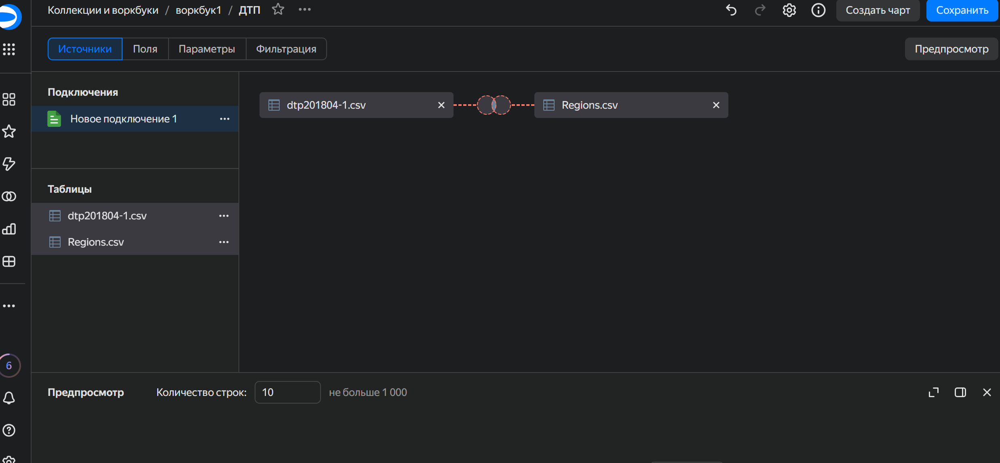 Коллекции и воркбуки / воркбук1 / ДТП
Создать чарт
Сохранить
Источники
Поля
Параметры
Фильтрация
Предпросмотр
Подключения
Новое подключение 1
dtp201804-1.csv
Regions.csv
Таблицы
dtp201804-1.csv
Regions.csv
6
Предпросмотр
Количество строк: 10 не больше 1 000